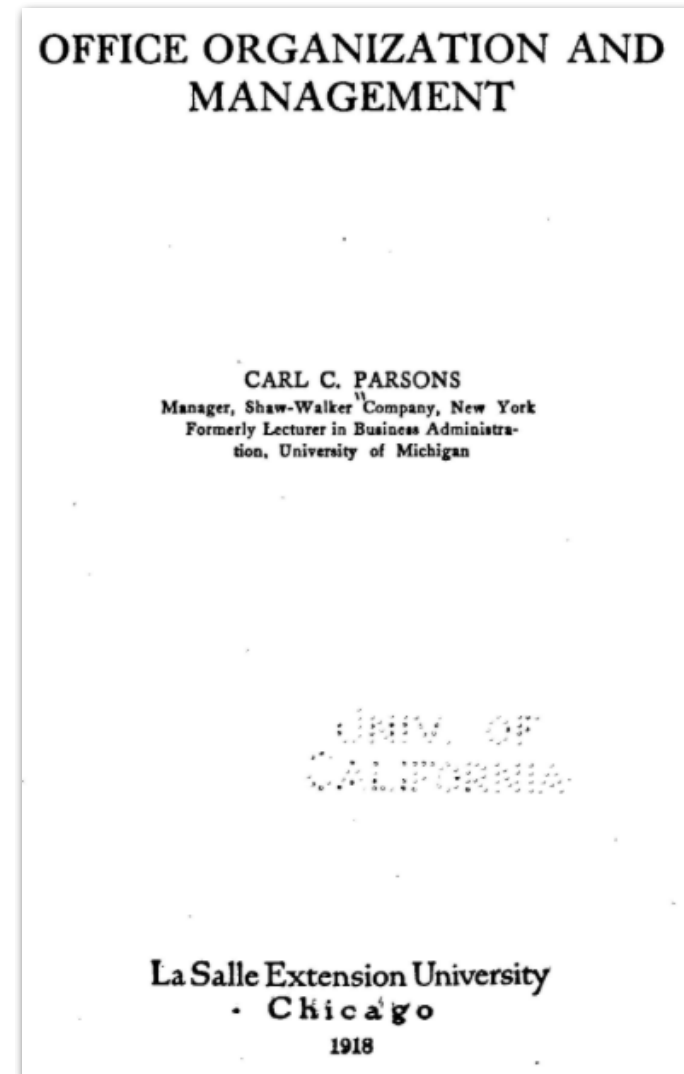 OFFICE ORGANIZATION AND
MANAGEMENT
CARL C. PARSONS
Manager, Shaw-Walker Company, New York
Formerly Lecturer in Business Administra-
tion, University of Michigan
UNIV. OF
CALIFORNIA
La Salle Extension University
Chicago
1918